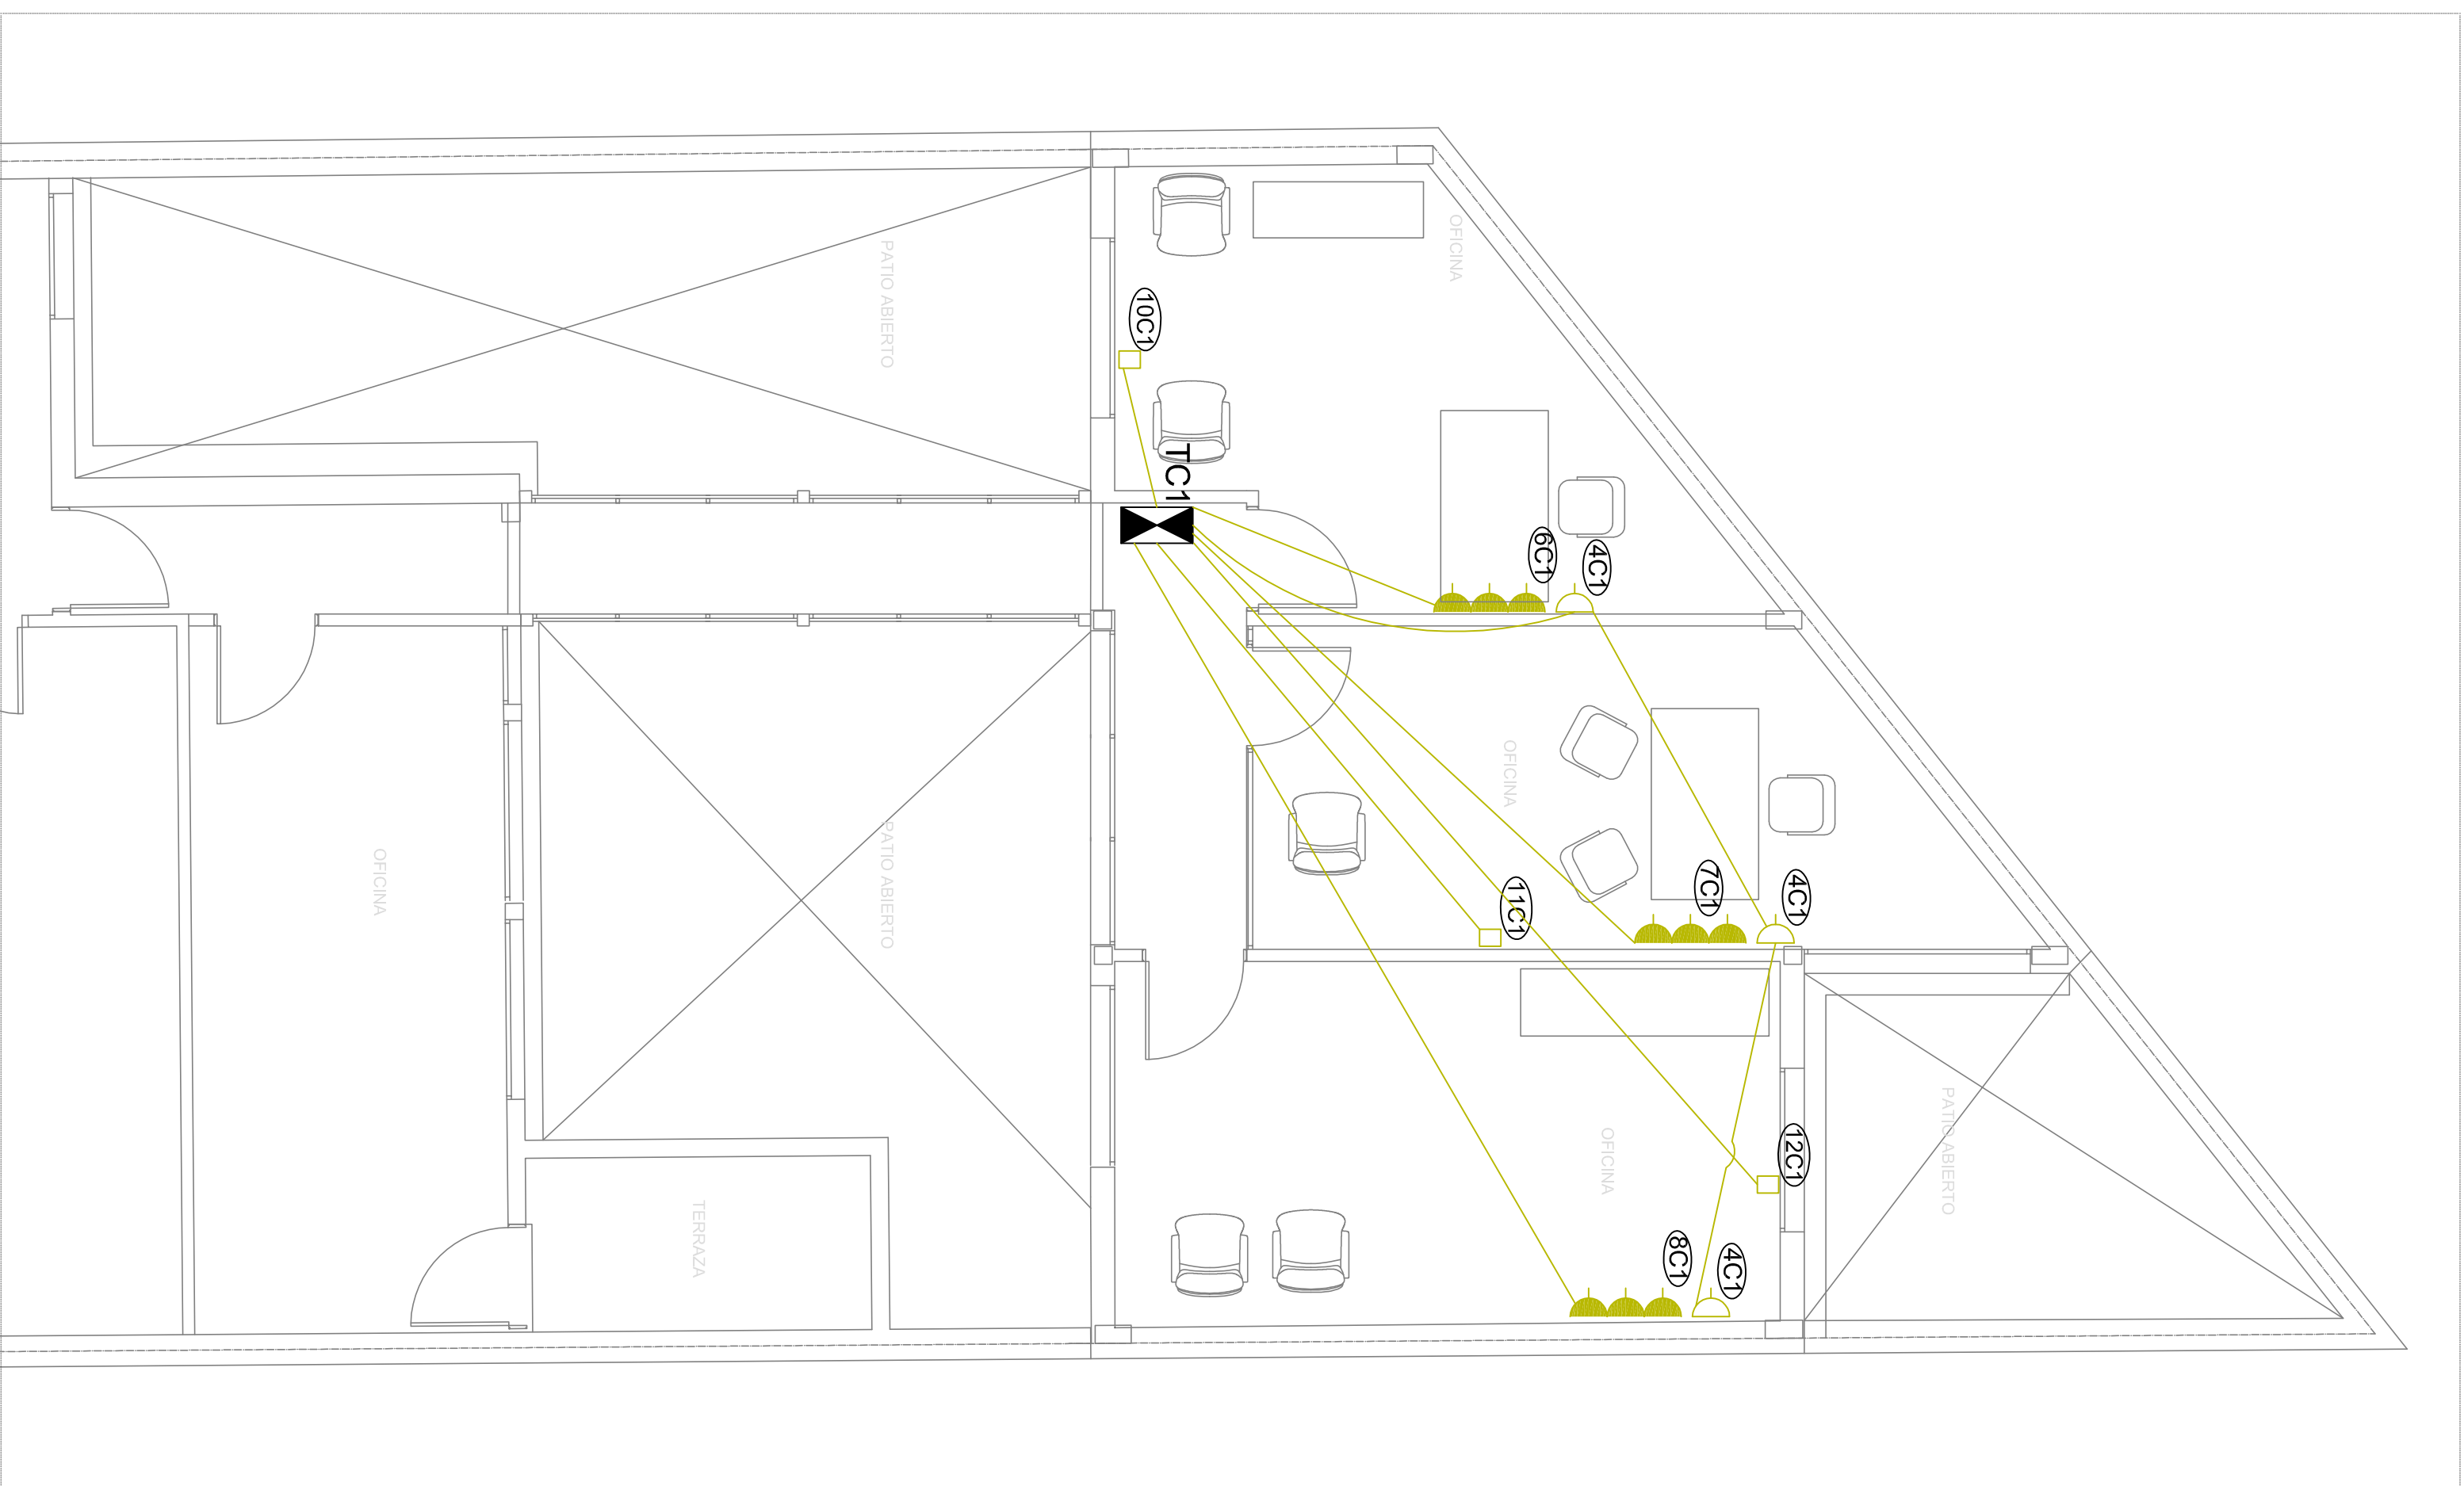 OFICINA
PATIO ABIERTO
10C1
TC1
6C1
4C1
OFICINA
PATIO ABIERTO
OFICINA
7C1
4C1
11C1
PATIO ABIERTO
OFICINA
12C1
TERRAZA
8C1
4C1